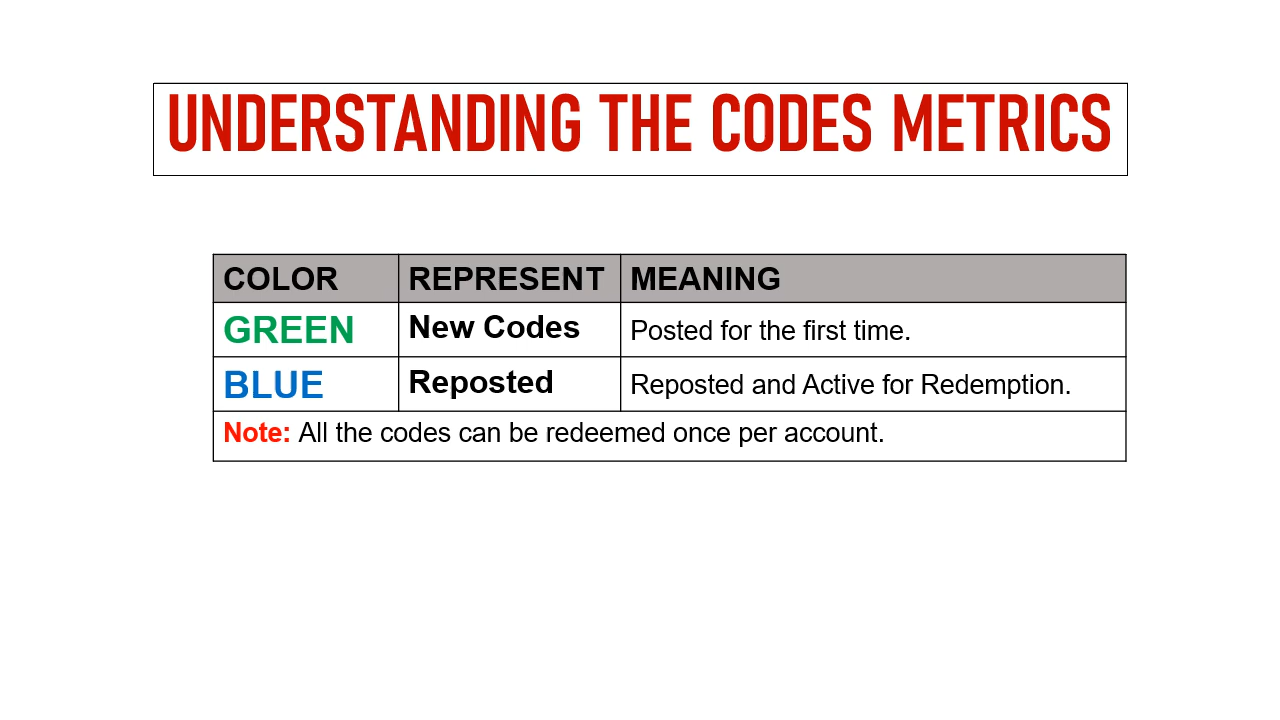 UNDERSTANDING THE CODES METRICS
COLOR REPRESENT MEANING
GREEN New Codes Posted for the first time.
BLUE Reposted Reposted and Active for Redemption.
Note: All the codes can be redeemed once per account.